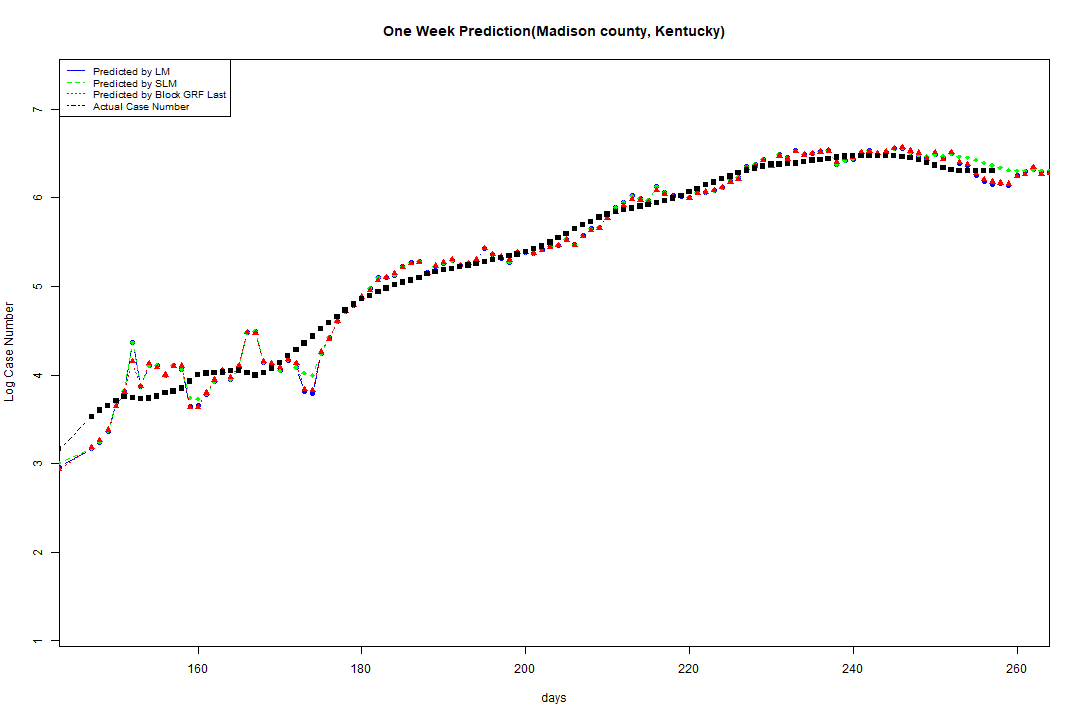 One Week Prediction(Madison county, Kentucky)
Predicted by LM
Predicted by SLM
Predicted by Block GRF Last
Actual Case Number
7
6
5
4
3
2
1
Log Case Number
160 180 200 220 240 260
days